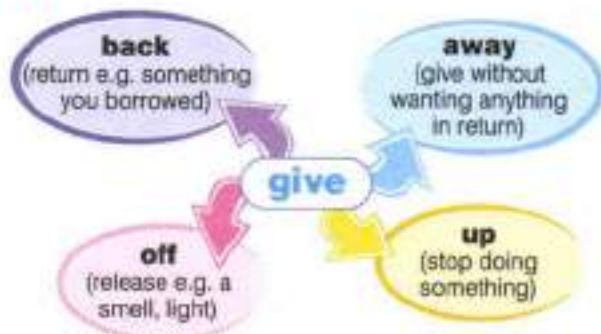 back
(return e.g. something
you borrowed)
away
(give without
wanting anything
in return)
give
off
(release e.g. a
smell, light)
up
(stop doing
something)